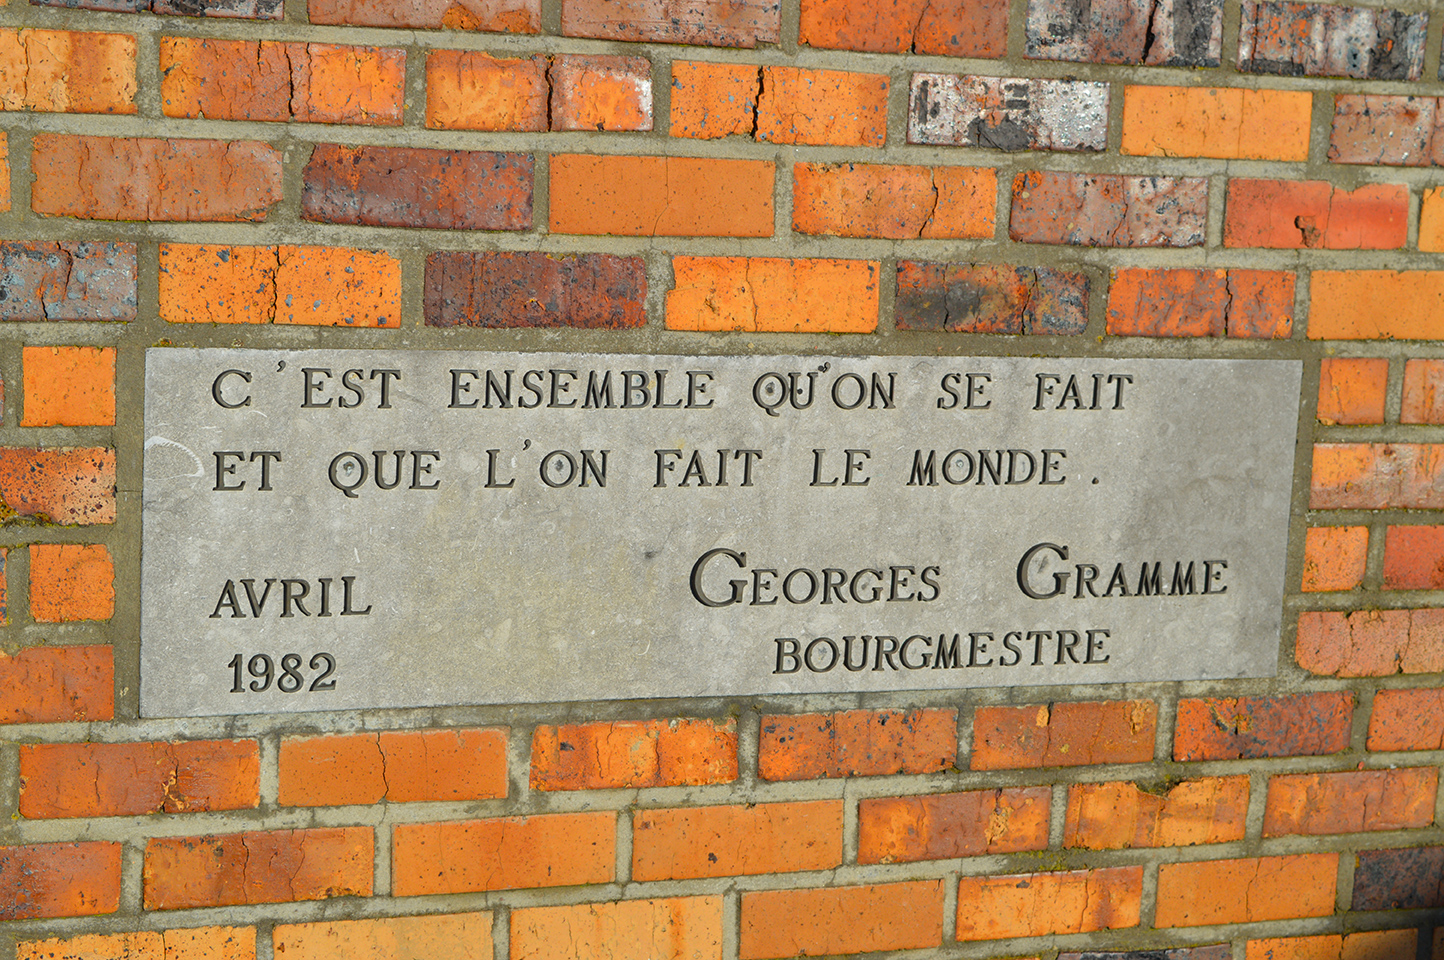 C'EST ENSEMBLE QU'ON SE FAIT
ET QUE L'ON FAIT LE MONDE.
AVRIL GEORGES GRAMME
1982 BOURGMESTRE